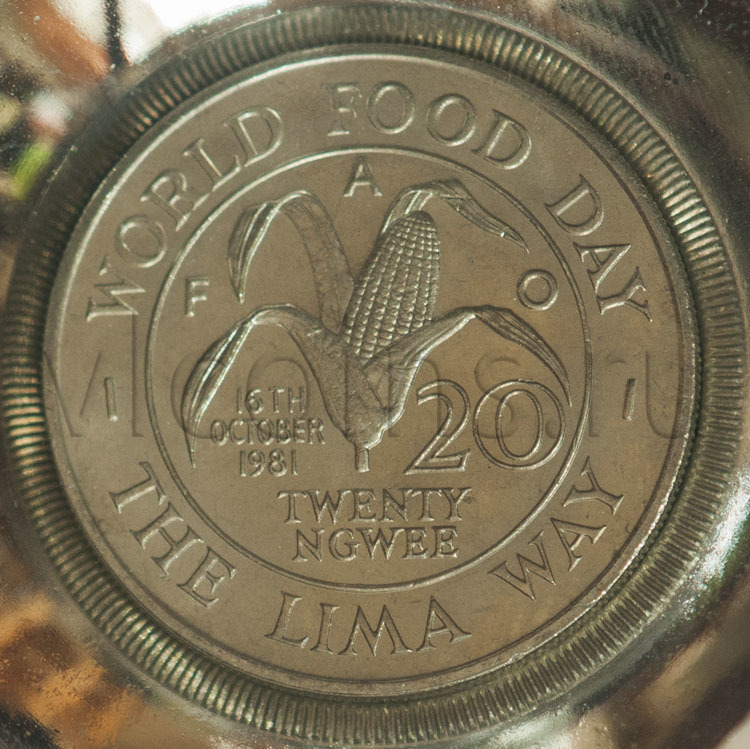 WORLD FOOD DAY
F A O
16TH
OCTOBER
1981
20
TWENTY
NGWEE
THE LIMA WAY